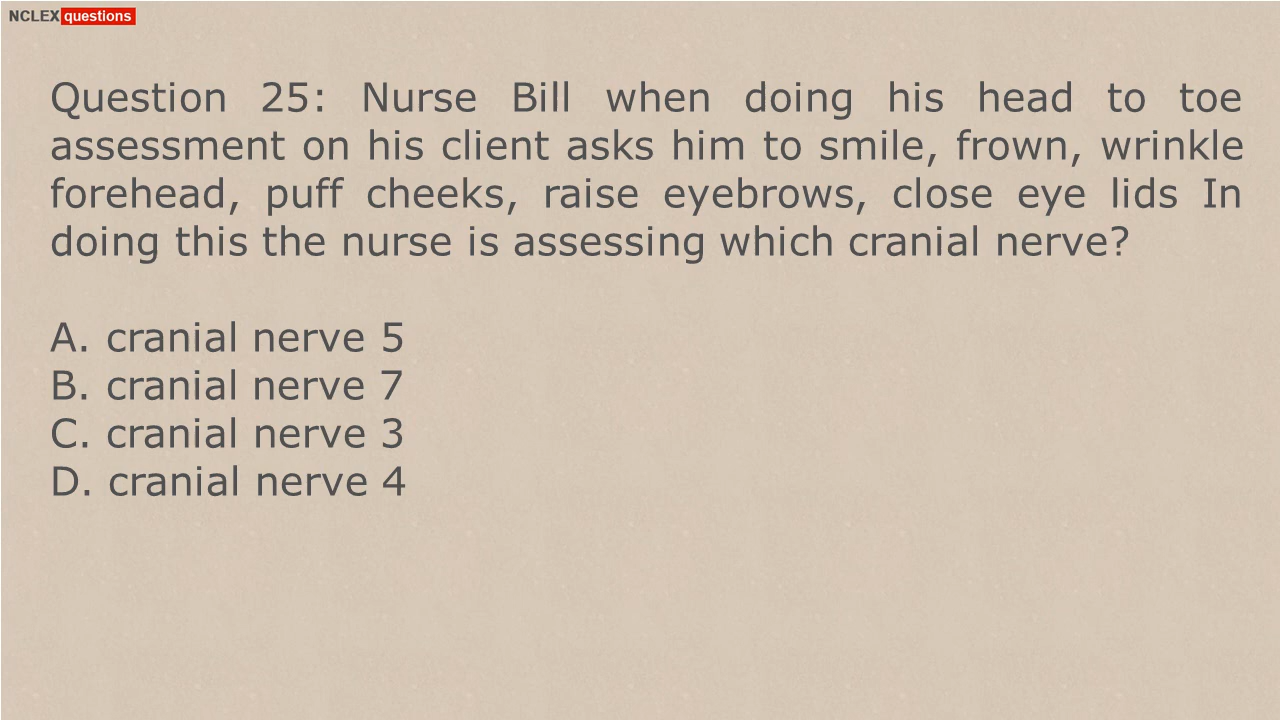 NCLEX questions
Question 25: Nurse Bill when doing his head to toe
assessment on his client asks him to smile, frown, wrinkle
forehead, puff cheeks, raise eyebrows, close eye lids In
doing this the nurse is assessing which cranial nerve?
A. cranial nerve 5
B. cranial nerve 7
C. cranial nerve 3
D. cranial nerve 4